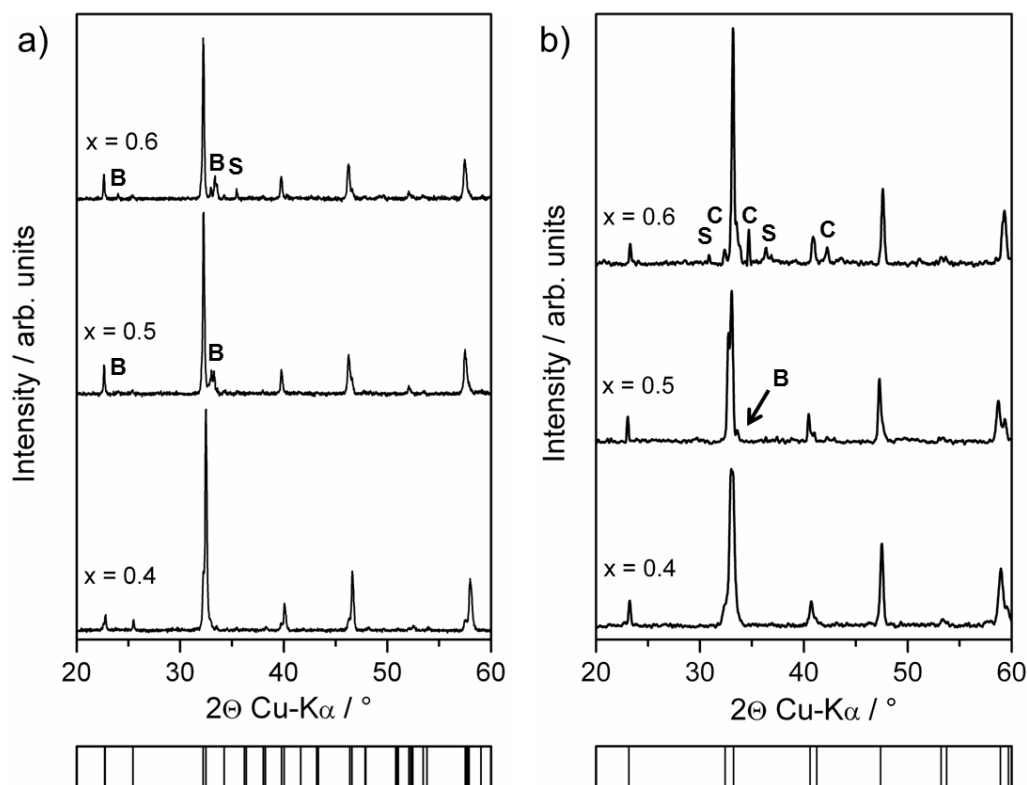 a)
x = 0.6
B
B
S
x = 0.5
B
B
x = 0.4
Intensity / arb. units
20 30 40 50 60
2Θ Cu-Kα / °
b)
x = 0.6
S
C
C
S
C
x = 0.5
B
x = 0.4
Intensity / arb. units
20 30 40 50 60
2Θ Cu-Kα / °